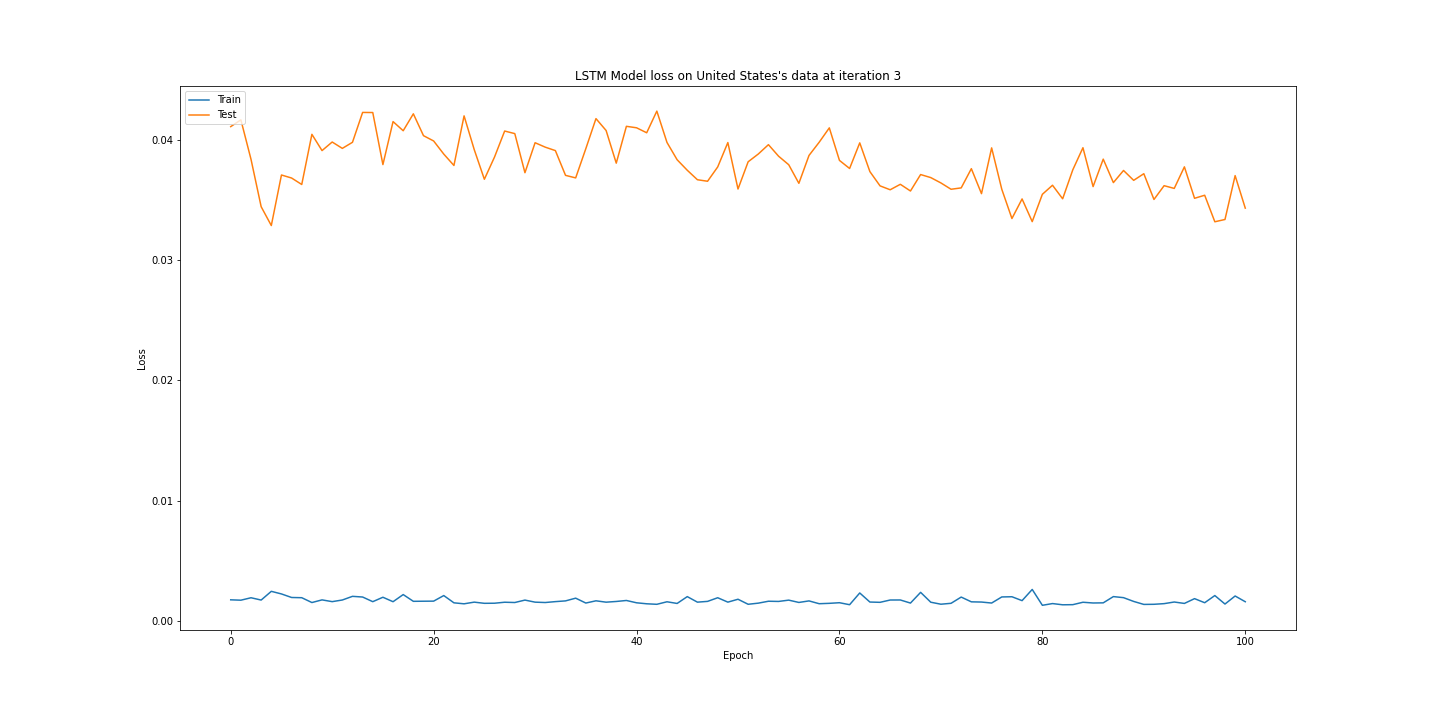 LSTM Model loss on United States's data at iteration 3
Train
Test
0.04
0.03
0.02
0.01
0.00
Loss
0 20 40 60 80 100
Epoch